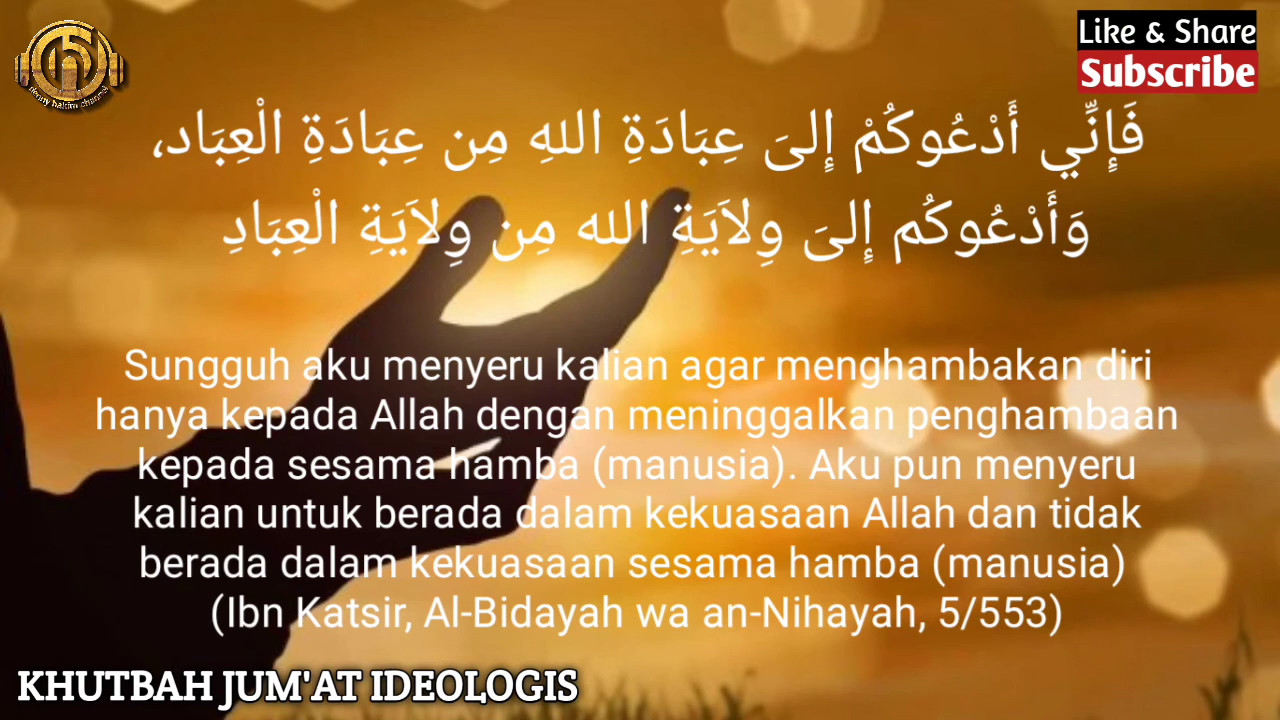 Like & Share
Subscribe
denny hakim channel
فَإِنِّي أَدْعُوكُمْ إِلىَ عِبَادَةِ اللهِ مِن عِبَادَةِ الْعِبَاد،
وَأَدْعُوكُم إِلىَ وِلاَيَةِ الله مِن وِلاَيَةِ الْعِبَادِ
Sungguh aku menyeru kalian agar menghambakan diri
hanya kepada Allah dengan meninggalkan penghambaan
kepada sesama hamba (manusia). Aku pun menyeru
kalian untuk berada dalam kekuasaan Allah dan tidak
berada dalam kekuasaan sesama hamba (manusia)
(Ibn Katsir, Al-Bidayah wa an-Nihayah, 5/553)
KHUTBAH JUM'AT IDEOLOGIS